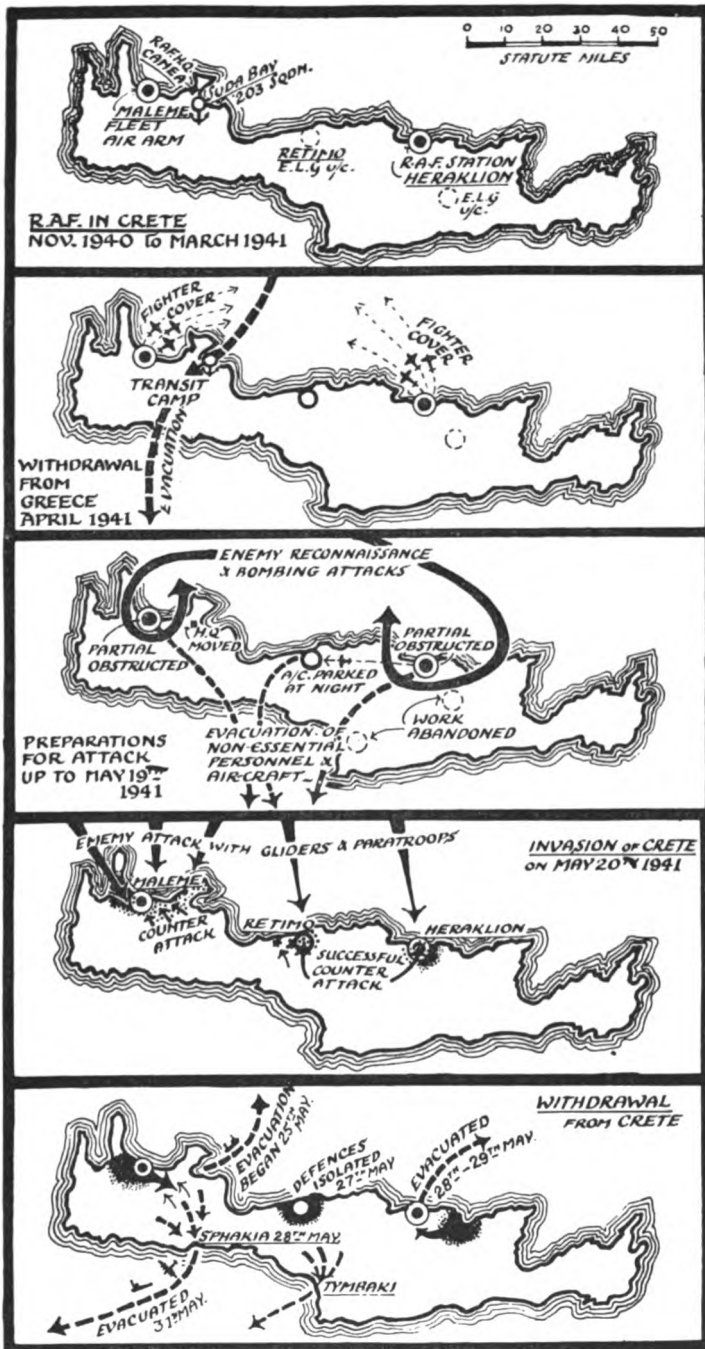 0 10 20 30 40 50
STATUTE MILES
R.A.F. H.Q.
CANEA
SUDA BAY
203 SQDN.
MALEME
FLEET
AIR ARM
RETIMO
E.L.G U/C.
R.A.F. STATION
HERAKLION
E.L.G
U/C.
R.A.F. IN CRETE
NOV. 1940 TO MARCH 1941
FIGHTER
COVER
FIGHTER
COVER
TRANSIT
CAMP
EVACUATION
WITHDRAWAL
FROM
GREECE
APRIL 1941
ENEMY RECONNAISSANCE
& BOMBING ATTACKS
PARTIAL
OBSTRUCTED
H.Q.
MOVED
PARTIAL
OBSTRUCTED
A/C. PARKED
AT NIGHT
EVACUATION OF
NON-ESSENTIAL
PERSONNEL &
AIRCRAFT
WORK
ABANDONED
PREPARATIONS
FOR ATTACK
UP TO MAY 19TH
1941
ENEMY ATTACK WITH GLIDERS & PARATROOPS
INVASION OF CRETE
ON MAY 20TH 1941
MALEME
COUNTER
ATTACK
RETIMO
HERAKLION
SUCCESSFUL
COUNTER
ATTACK
WITHDRAWAL
FROM CRETE
EVACUATION
BEGAN 25TH
MAY.
DEFENCES
ISOLATED
27TH MAY
EVACUATED
28TH-29TH MAY.
SPHAKIA 28TH MAY.
TYMBAKI
EVACUATED
31ST MAY.